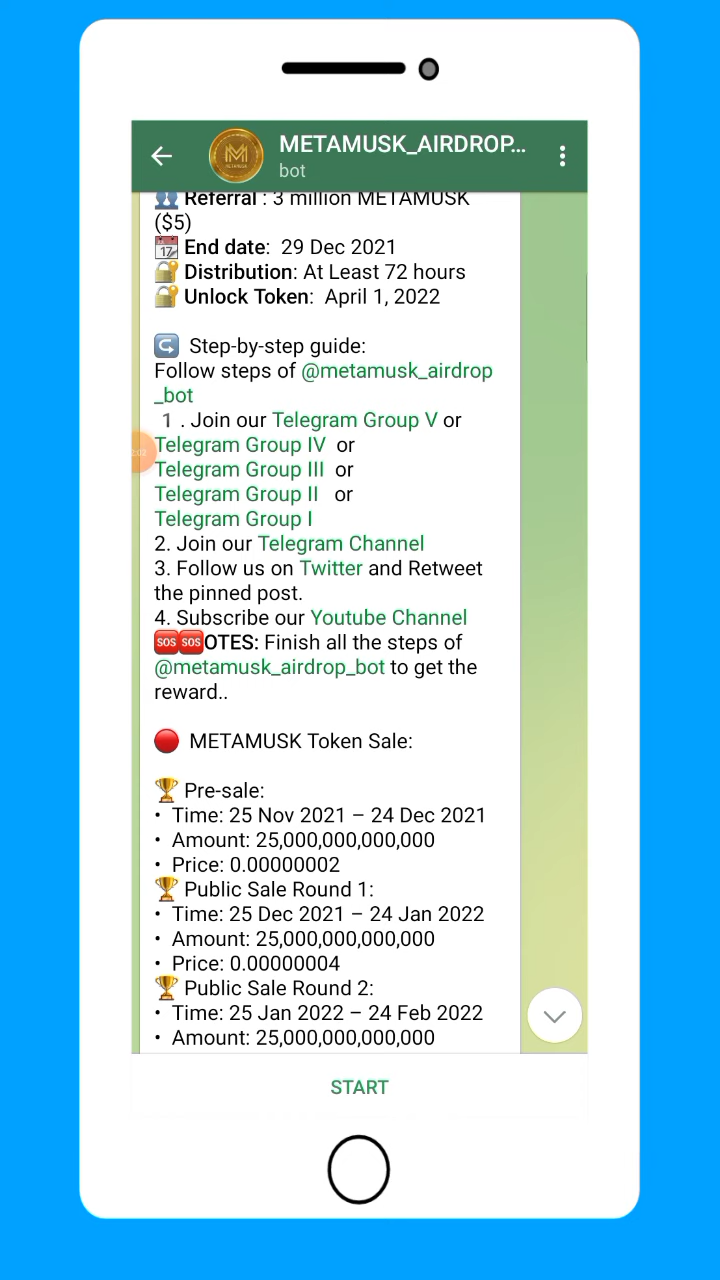 METAMUSK_AIRDROP...
bot
Referral : 3 million METAMUSK
($5)
End date: 29 Dec 2021
Distribution: At Least 72 hours
Unlock Token: April 1, 2022
Step-by-step guide:
Follow steps of @metamusk_airdrop
_bot
1 . Join our Telegram Group V or
Telegram Group IV or
Telegram Group III or
Telegram Group II or
Telegram Group I
2. Join our Telegram Channel
3. Follow us on Twitter and Retweet
the pinned post.
4. Subscribe our Youtube Channel
SOS SOS OTES: Finish all the steps of
@metamusk_airdrop_bot to get the
reward..
METAMUSK Token Sale:
Pre-sale:
• Time: 25 Nov 2021 – 24 Dec 2021
• Amount: 25,000,000,000,000
• Price: 0.00000002
Public Sale Round 1:
• Time: 25 Dec 2021 – 24 Jan 2022
• Amount: 25,000,000,000,000
• Price: 0.00000004
Public Sale Round 2:
• Time: 25 Jan 2022 – 24 Feb 2022
• Amount: 25,000,000,000,000
START